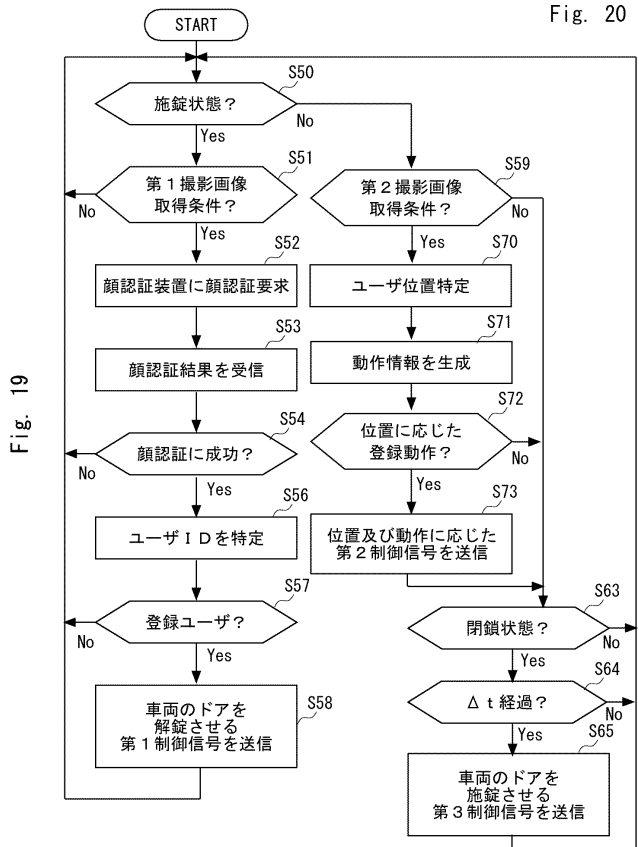 Fig. 20
START
S50
施錠状態？
No
Yes
S51
第１撮影画像
取得条件？
No
Yes
S52
顔認証装置に顔認証要求
S53
顔認証結果を受信
S54
顔認証に成功？
No
Yes
S56
ユーザＩＤを特定
S57
登録ユーザ？
No
Yes
S58
車両のドアを
解錠させる
第１制御信号を送信
S59
第２撮影画像
取得条件？
No
Yes
S70
ユーザ位置特定
S71
動作情報を生成
S72
位置に応じた
登録動作？
No
Yes
S73
位置及び動作に応じた
第２制御信号を送信
S63
閉鎖状態？
No
Yes
S64
Δｔ経過？
No
Yes
S65
車両のドアを
施錠させる
第３制御信号を送信
Fig. 19